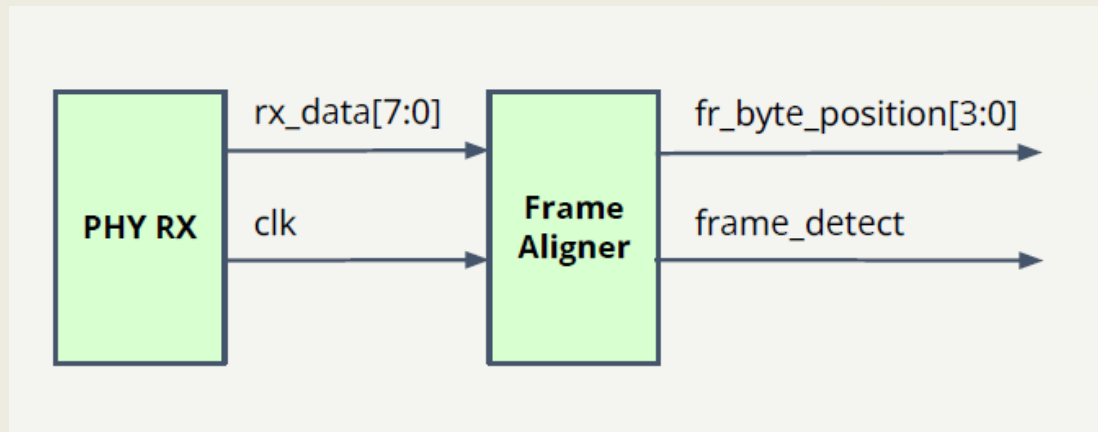 rx_data[7:0]
fr_byte_position[3:0]
PHY RX
clk
Frame
Aligner
frame_detect